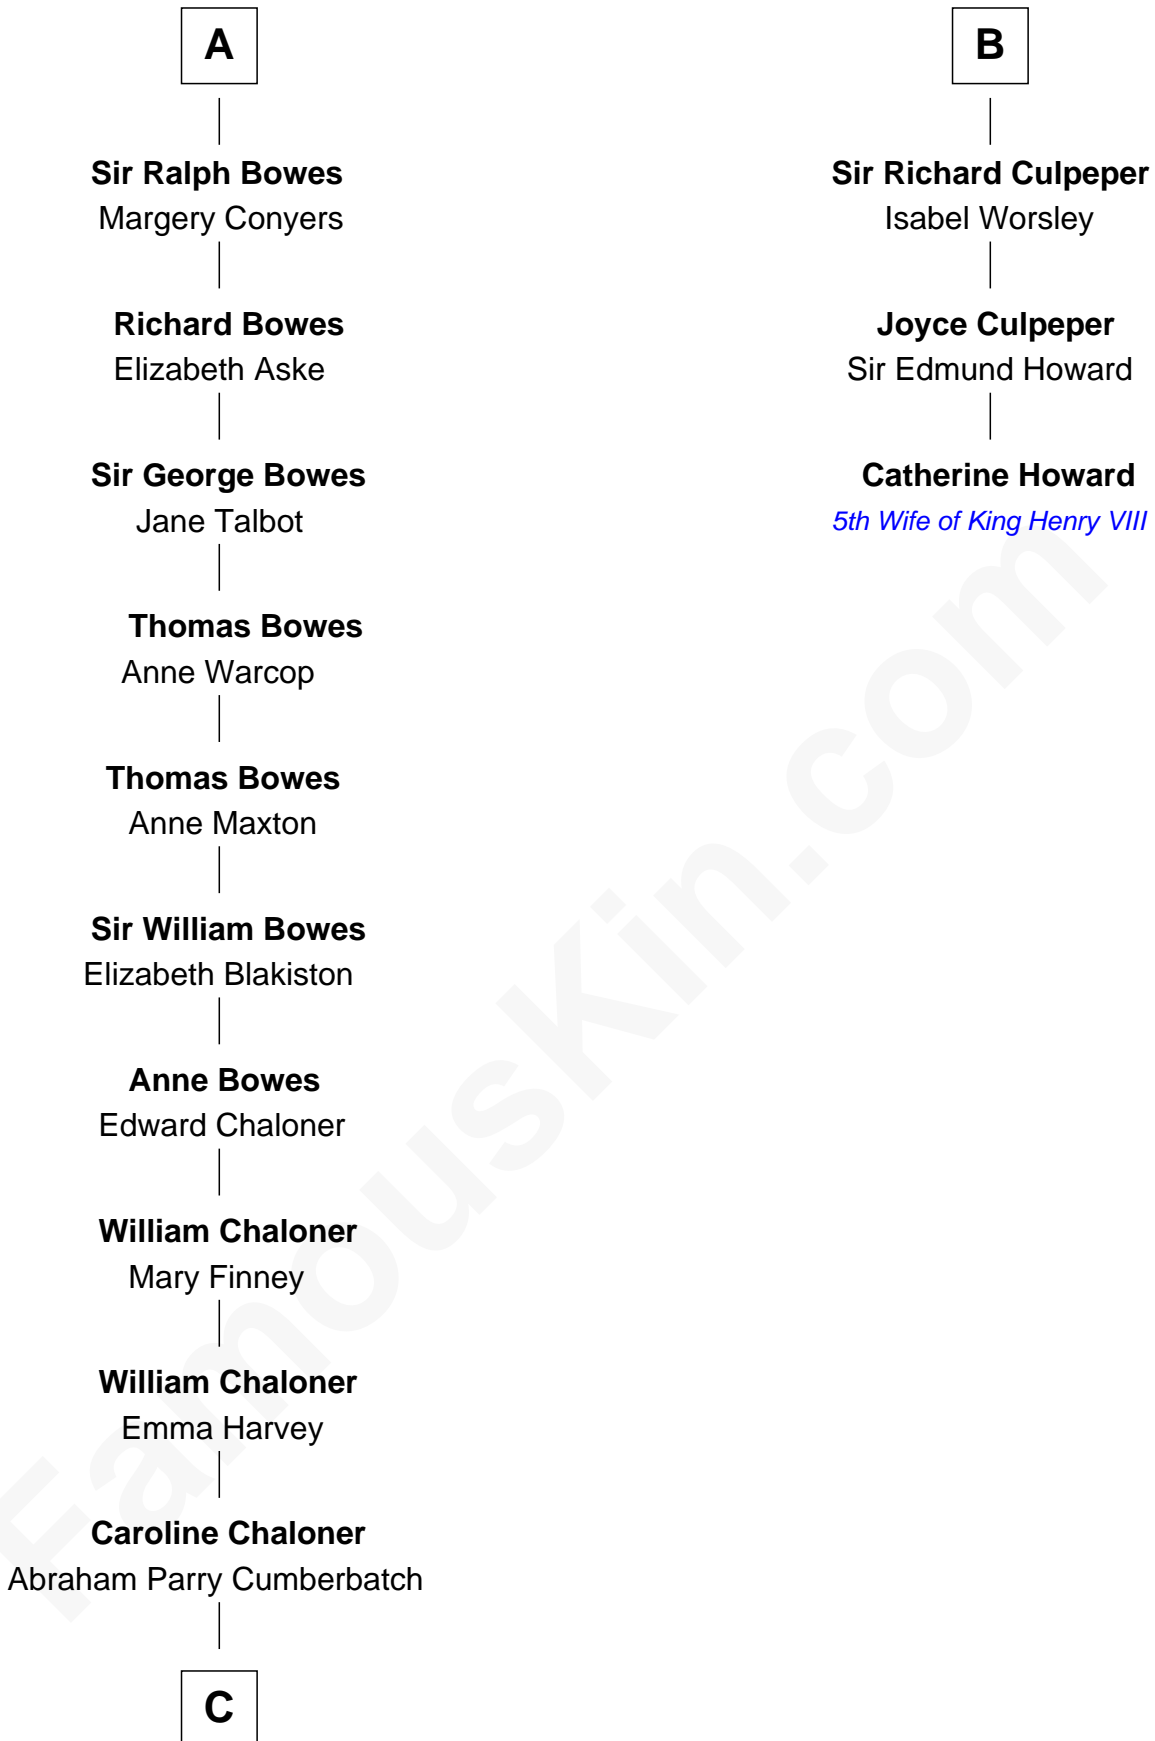 A
Sir Ralph Bowes
Margery Conyers
Richard Bowes
Elizabeth Aske
Sir George Bowes
Jane Talbot
Thomas Bowes
Anne Warcop
Thomas Bowes
Anne Maxton
Sir William Bowes
Elizabeth Blakiston
Anne Bowes
Edward Chaloner
William Chaloner
Mary Finney
William Chaloner
Emma Harvey
Caroline Chaloner
Abraham Parry Cumberbatch
C
B
Sir Richard Culpeper
Isabel Worsley
Joyce Culpeper
Sir Edmund Howard
Catherine Howard
5th Wife of King Henry VIII
FamousKin.com